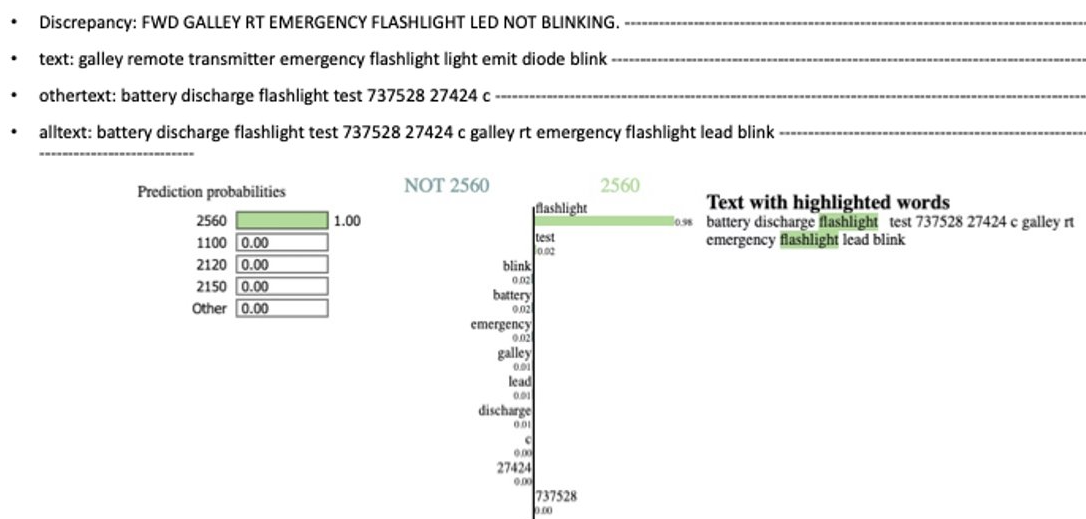 • Discrepancy: FWD GALLEY RT EMERGENCY FLASHLIGHT LED NOT BLINKING. ------------------------------------------------------------
• text: galley remote transmitter emergency flashlight light emit diode blink ------------------------------------------------------------
• othertext: battery discharge flashlight test 737528 27424 c ------------------------------------------------------------
• alltext: battery discharge flashlight test 737528 27424 c galley rt emergency flashlight lead blink ------------------------------------------------------------
----------------------------
Prediction probabilities
2560 1.00
1100 0.00
2120 0.00
2150 0.00
Other 0.00
NOT 2560 2560
flashlight
0.98
test
0.02
blink
0.02
battery
0.02
emergency
0.02
galley
0.01
lead
0.01
discharge
0.01
c
0.00
27424
0.00
737528
0.00
Text with highlighted words
battery discharge flashlight test 737528 27424 c galley rt
emergency flashlight lead blink